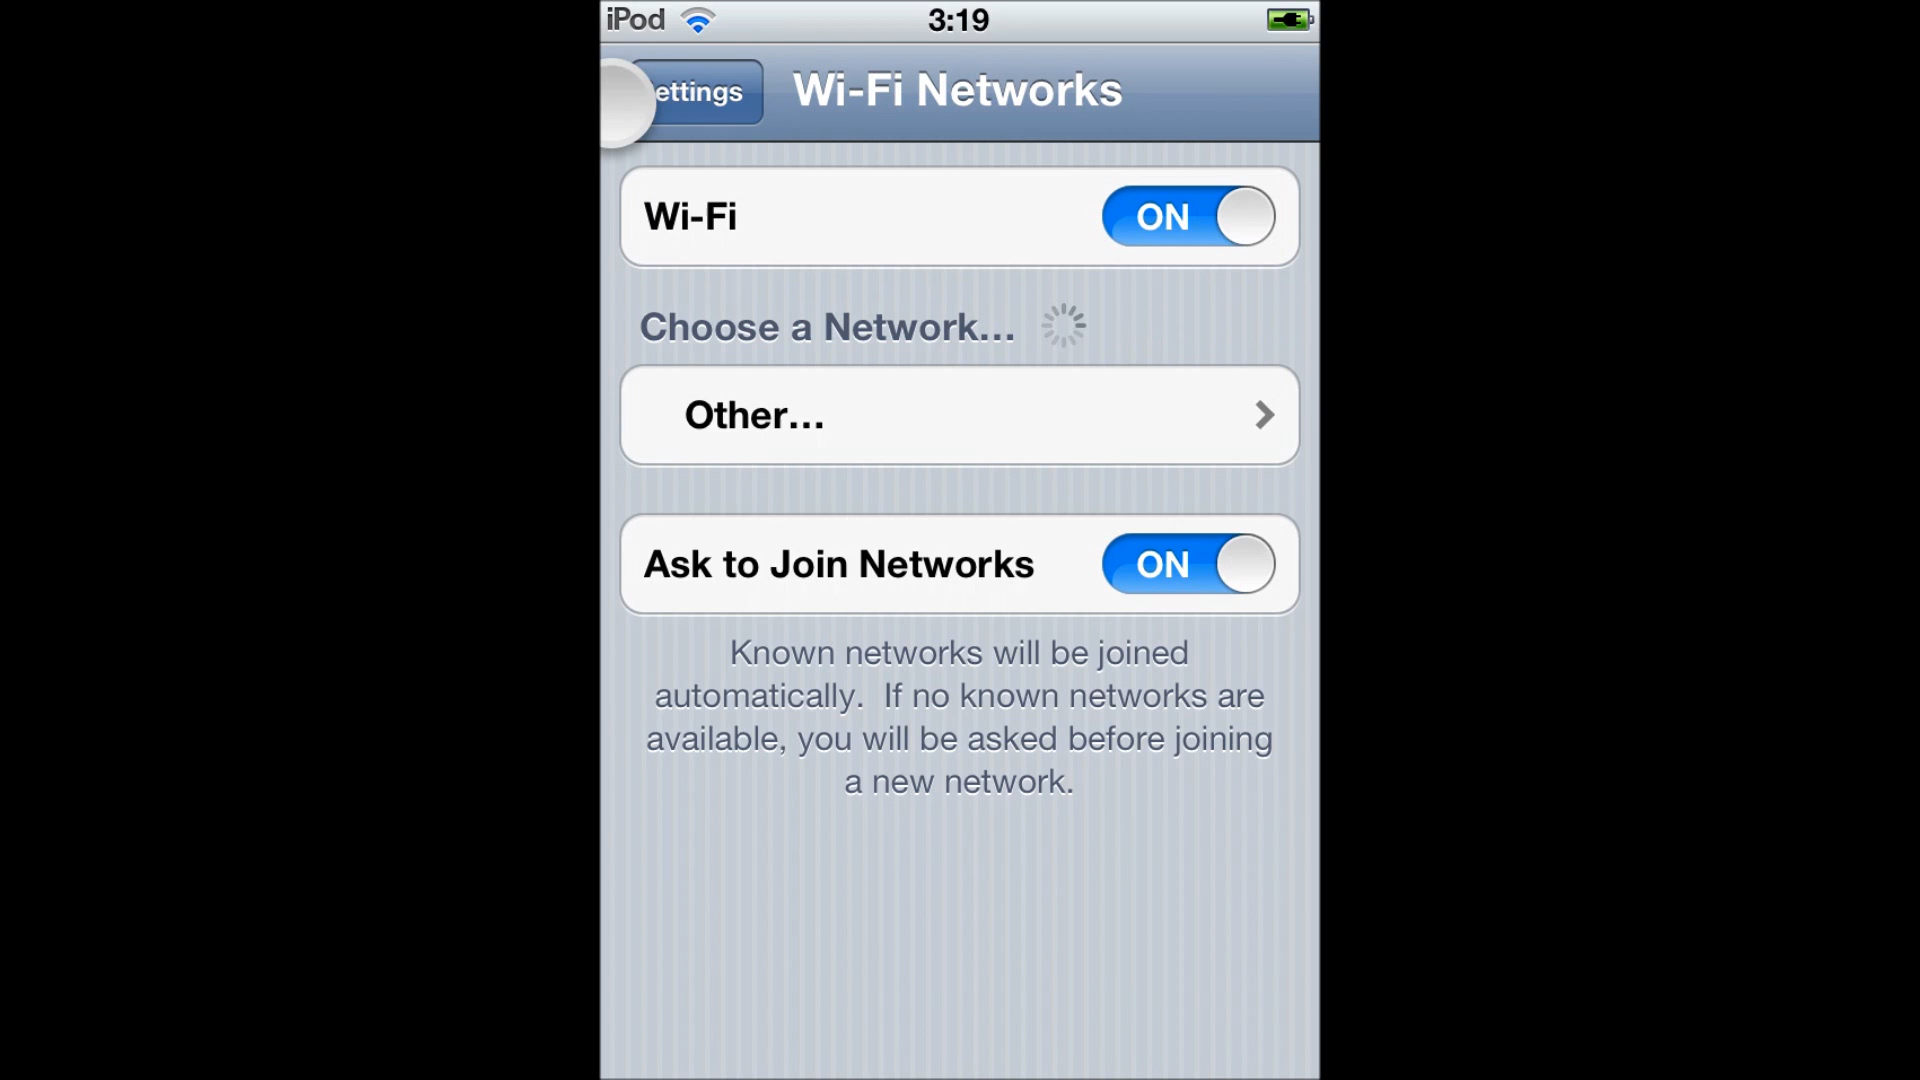 iPod 3:19
ettings Wi-Fi Networks
Wi-Fi ON
Choose a Network...
Other...
Ask to Join Networks ON
Known networks will be joined
automatically.  If no known networks are
available, you will be asked before joining
a new network.